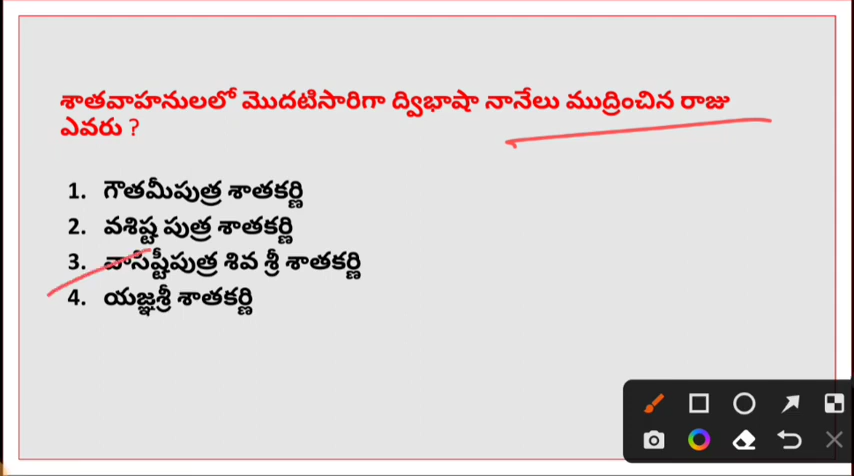 శాతవాహనులలో మొదటిసారిగా ద్విభాషా నానేలు ముద్రించిన రాజు
ఎవరు ?
1. గౌతమీపుత్ర శాతకర్ణి
2. వశిష్ట పుత్ర శాతకర్ణి
3. వాసిష్టీపుత్ర శివ శ్రీ శాతకర్ణి
4. యజ్ఞశ్రీ శాతకర్ణి